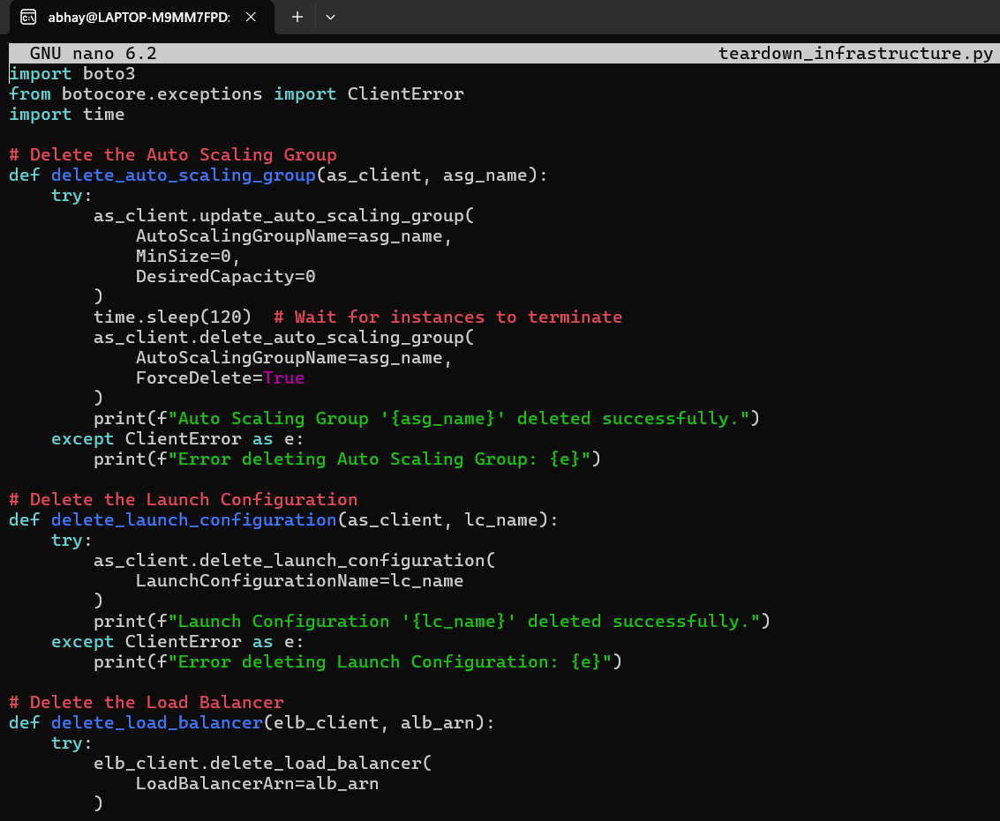 abhay@LAPTOP-M9MM7FPD:
GNU nano 6.2 teardown_infrastructure.py
import boto3
from botocore.exceptions import ClientError
import time

# Delete the Auto Scaling Group
def delete_auto_scaling_group(as_client, asg_name):
    try:
        as_client.update_auto_scaling_group(
            AutoScalingGroupName=asg_name,
            MinSize=0,
            DesiredCapacity=0
        )
        time.sleep(120)  # Wait for instances to terminate
        as_client.delete_auto_scaling_group(
            AutoScalingGroupName=asg_name,
            ForceDelete=True
        )
        print(f"Auto Scaling Group '{asg_name}' deleted successfully.")
    except ClientError as e:
        print(f"Error deleting Auto Scaling Group: {e}")

# Delete the Launch Configuration
def delete_launch_configuration(as_client, lc_name):
    try:
        as_client.delete_launch_configuration(
            LaunchConfigurationName=lc_name
        )
        print(f"Launch Configuration '{lc_name}' deleted successfully.")
    except ClientError as e:
        print(f"Error deleting Launch Configuration: {e}")

# Delete the Load Balancer
def delete_load_balancer(elb_client, alb_arn):
    try:
        elb_client.delete_load_balancer(
            LoadBalancerArn=alb_arn
        )